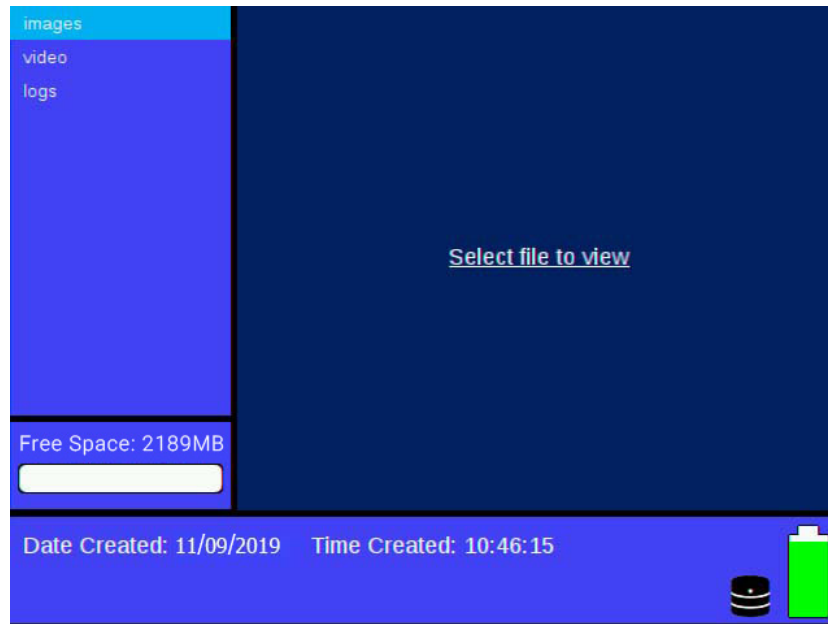 images
video
logs
Select file to view
Free Space: 2189MB
Date Created: 11/09/2019 Time Created: 10:46:15